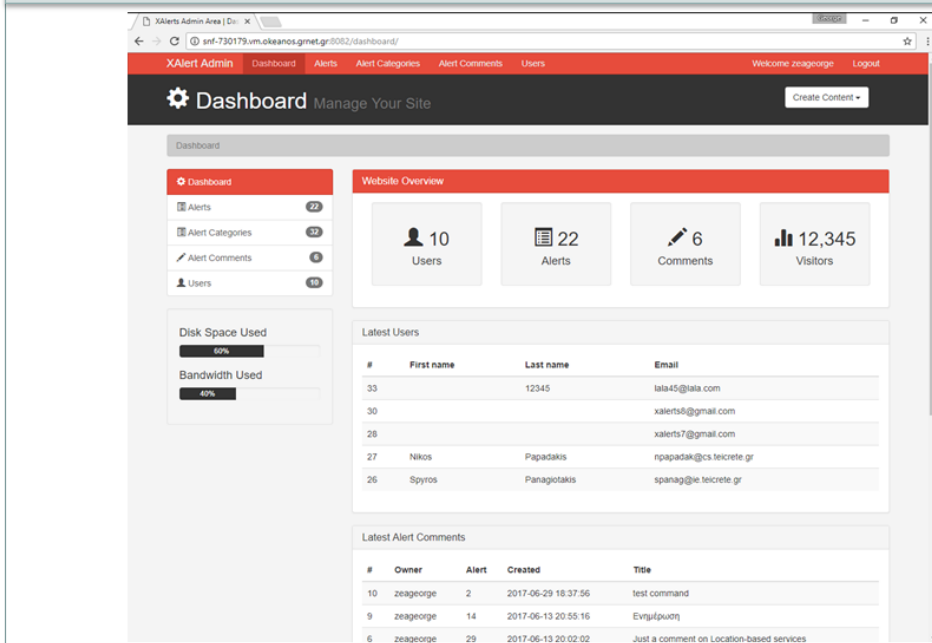 XAlerts Admin Area | Da
George
snf-730179.vm.okeanos.grnet.gr:8082/dashboard/
XAlert Admin Dashboard Alerts Alert Categories Alert Comments Users Welcome zeageorge Logout
Dashboard Manage Your Site Create Content
Dashboard
Dashboard
Alerts 22
Alert Categories 32
Alert Comments 6
Users 10
Disk Space Used
60%
Bandwidth Used
40%
Website Overview
10 22 6 12,345
Users Alerts Comments Visitors
Latest Users
# First name Last name Email
33 12345 lala45@lala.com
30 xalerts8@gmail.com
28 xalerts7@gmail.com
27 Nikos Papadakis npapadak@cs.teicrete.gr
26 Spyros Panagiotakis spanag@ie.teicrete.gr
Latest Alert Comments
# Owner Alert Created Title
10 zeageorge 2 2017-06-29 18:37:56 test command
9 zeageorge 14 2017-06-13 20:55:16 Ενημέρωση
6 zeageorge 29 2017-06-13 20:02:02 Just a comment on Location-based services